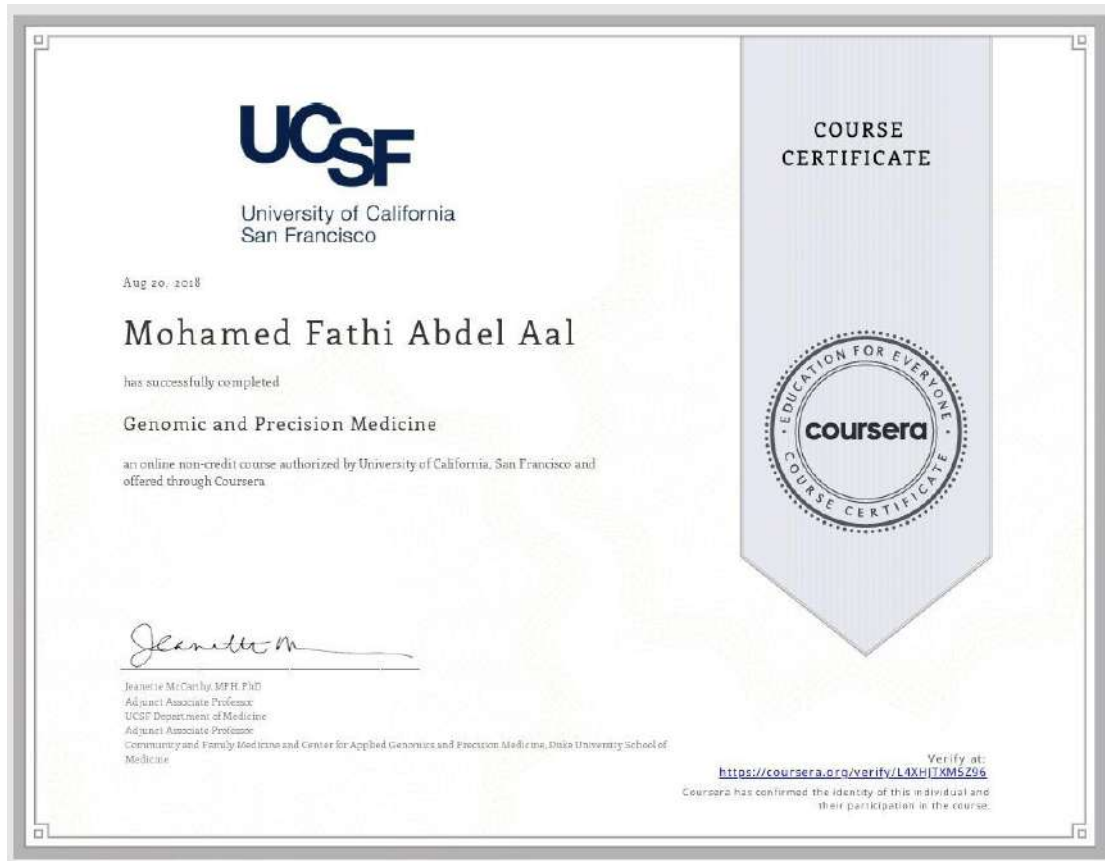 UCSF
University of California
San Francisco
Aug 20, 2018
Mohamed Fathi Abdel Aal
has successfully completed
Genomic and Precision Medicine
an online non-credit course authorized by University of California, San Francisco and
offered through Coursera
Jeanette M
Jeanette McCarthy, MPH, PhD
Adjunct Associate Professor
UCSF Department of Medicine
Adjunct Associate Professor
Community and Family Medicine and Center for Applied Genomics and Precision Medicine, Duke University School of
Medicine
COURSE
CERTIFICATE
EDUCATION FOR EVERYONE
coursera
COURSE CERTIFICATE
Verify at:
https://coursera.org/verify/L4XHJTXM5Z96
Coursera has confirmed the identity of this individual and
their participation in the course.